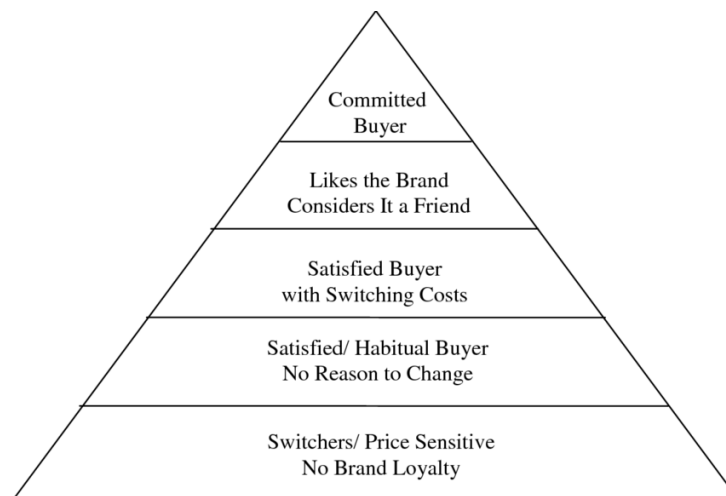 Committed
Buyer
Likes the Brand
Considers It a Friend
Satisfied Buyer
with Switching Costs
Satisfied/ Habitual Buyer
No Reason to Change
Switchers/ Price Sensitive
No Brand Loyalty